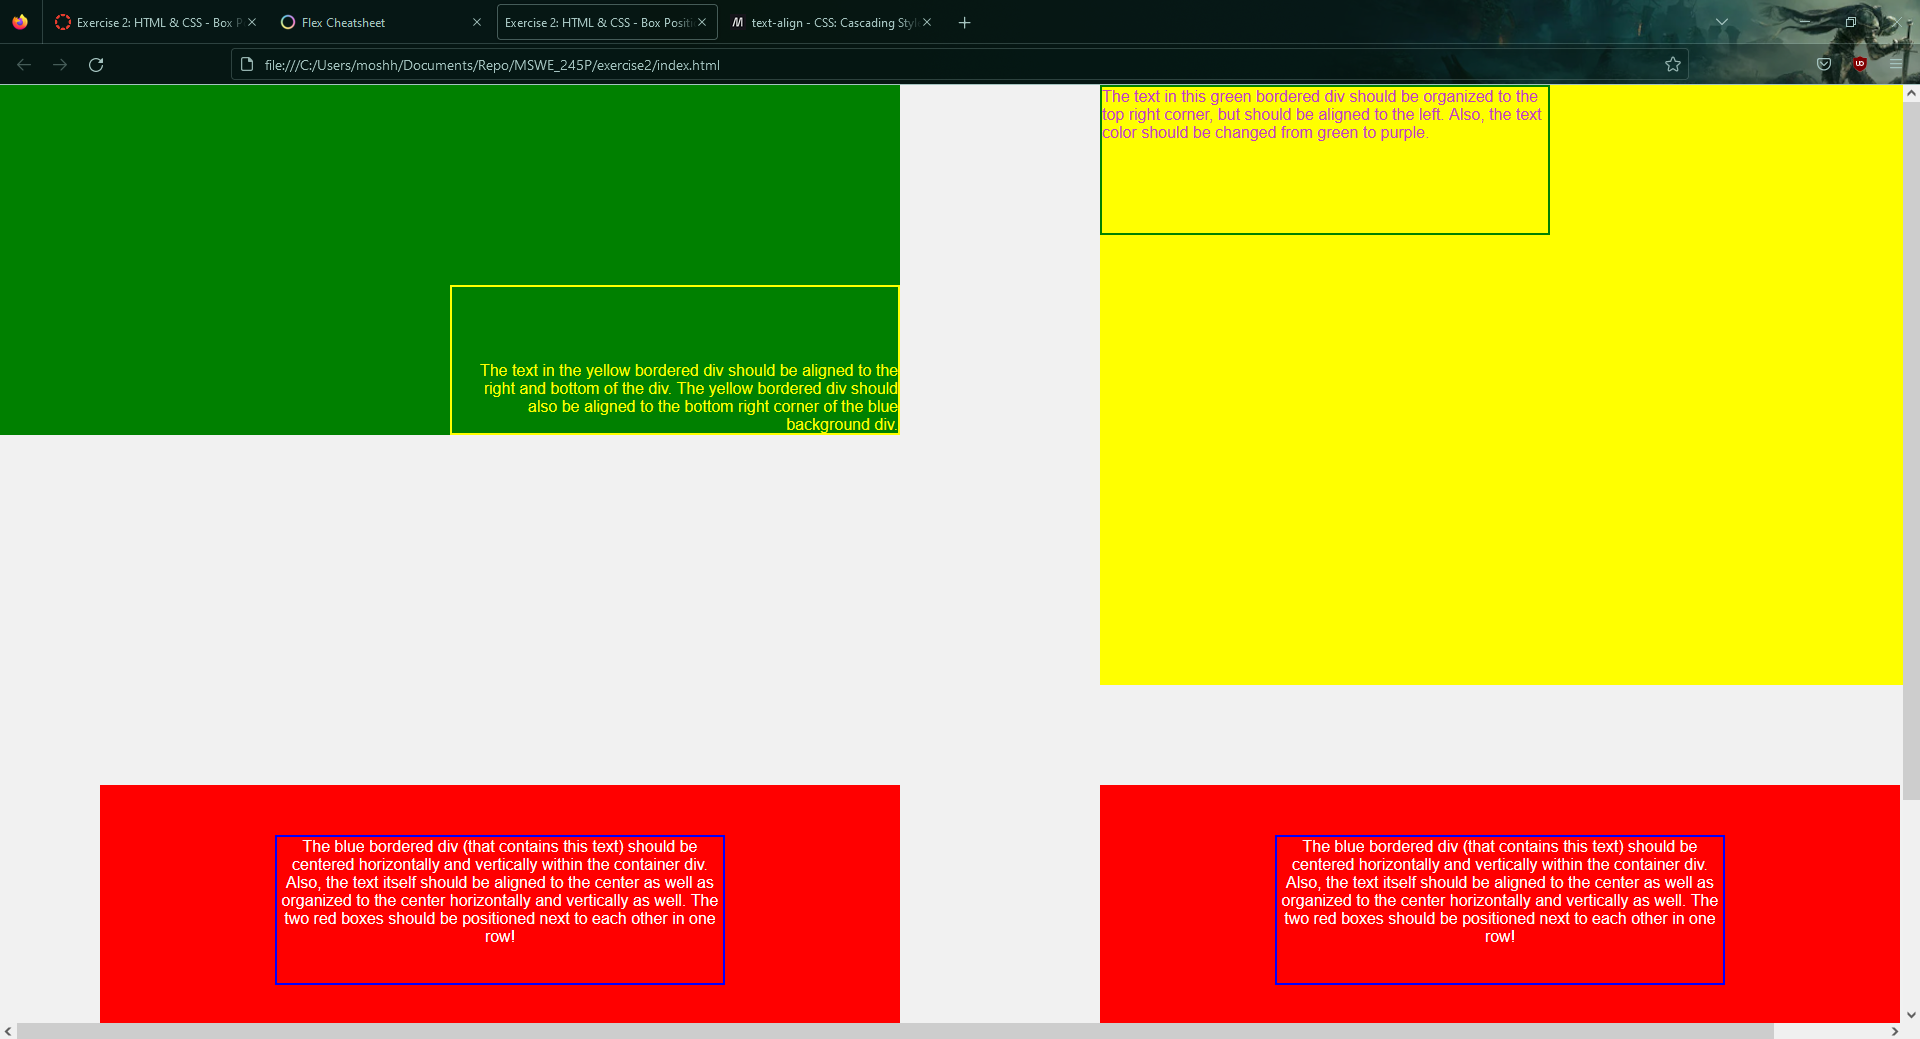 Exercise 2: HTML & CSS - Box P
Flex Cheatsheet
Exercise 2: HTML & CSS - Box Positi
text-align - CSS: Cascading Styl
file:///C:/Users/moshh/Documents/Repo/MSWE_245P/exercise2/index.html
The text in this green bordered div should be organized to the
top right corner, but should be aligned to the left. Also, the text
color should be changed from green to purple.
The text in the yellow bordered div should be aligned to the
right and bottom of the div. The yellow bordered div should
also be aligned to the bottom right corner of the blue
background div.
The blue bordered div (that contains this text) should be
centered horizontally and vertically within the container div.
Also, the text itself should be aligned to the center as well as
organized to the center horizontally and vertically as well. The
two red boxes should be positioned next to each other in one
row!
The blue bordered div (that contains this text) should be
centered horizontally and vertically within the container div.
Also, the text itself should be aligned to the center as well as
organized to the center horizontally and vertically as well. The
two red boxes should be positioned next to each other in one
row!